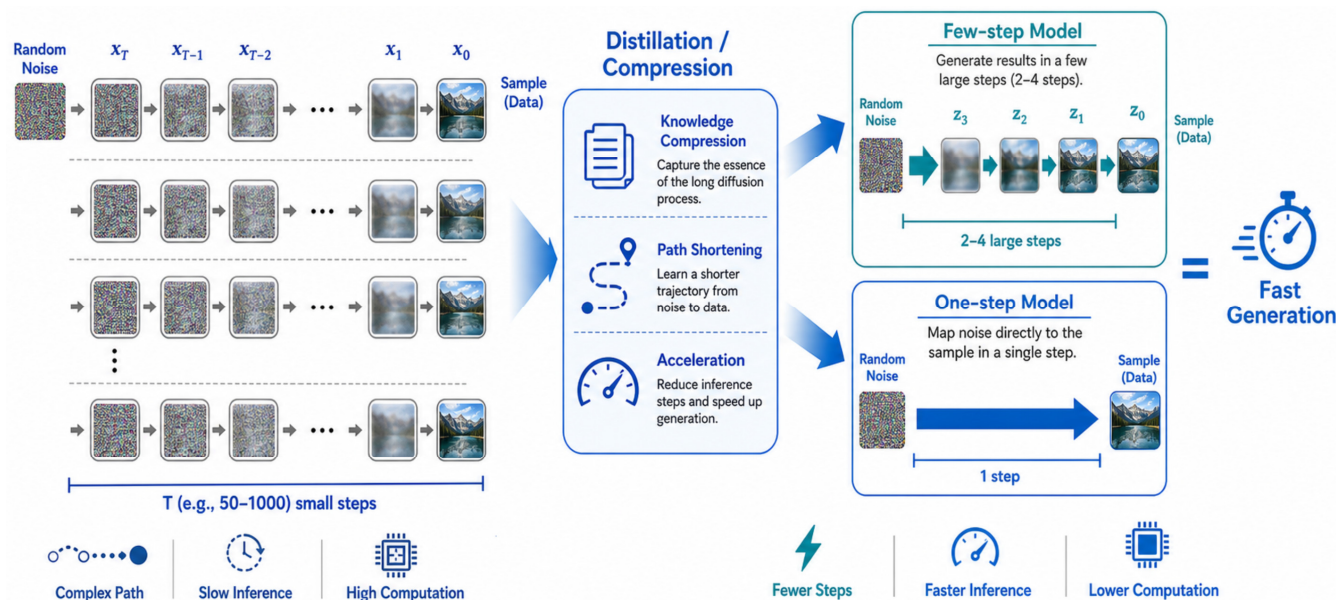 Random
Noise
x_T
x_{T−1}
x_{T−2}
x_1
x_0
Sample
(Data)
...
...
...
...
T (e.g., 50–1000) small steps
Complex Path
Slow Inference
High Computation
Distillation /
Compression
Knowledge
Compression
Capture the essence
of the long diffusion
process.
Path Shortening
Learn a shorter
trajectory from
noise to data.
Acceleration
Reduce inference
steps and speed up
generation.
Few-step Model
Generate results in a few
large steps (2–4 steps).
Random
Noise
z_3
z_2
z_1
z_0
Sample
(Data)
2–4 large steps
One-step Model
Map noise directly to the
sample in a single step.
Random
Noise
Sample
(Data)
1 step
=
Fast
Generation
Fewer Steps
Faster Inference
Lower Computation